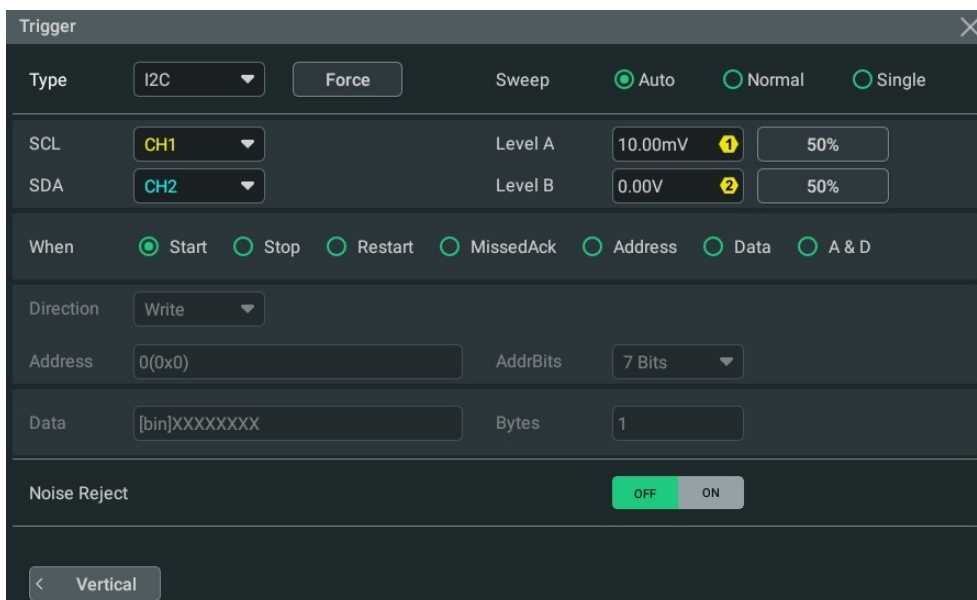 Trigger
Type I2C Force Sweep Auto Normal Single
SCL CH1 Level A 10.00mV 1 50%
SDA CH2 Level B 0.00V 2 50%
When Start Stop Restart MissedAck Address Data A & D
Direction Write
Address 0(0x0) AddrBits 7 Bits
Data [bin]XXXXXXXX Bytes 1
Noise Reject OFF ON
< Vertical